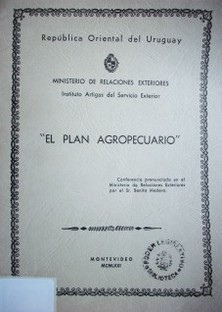 República Oriental del Uruguay
MINISTERIO DE RELACIONES EXTERIORES
Instituto Artigas del Servicio Exterior
"EL PLAN AGROPECUARIO"
Conferencia pronunciada en el
Ministerio de Relaciones Exteriores
por el Dr. Benito Medero.
MONTEVIDEO
BIBLIOTECA